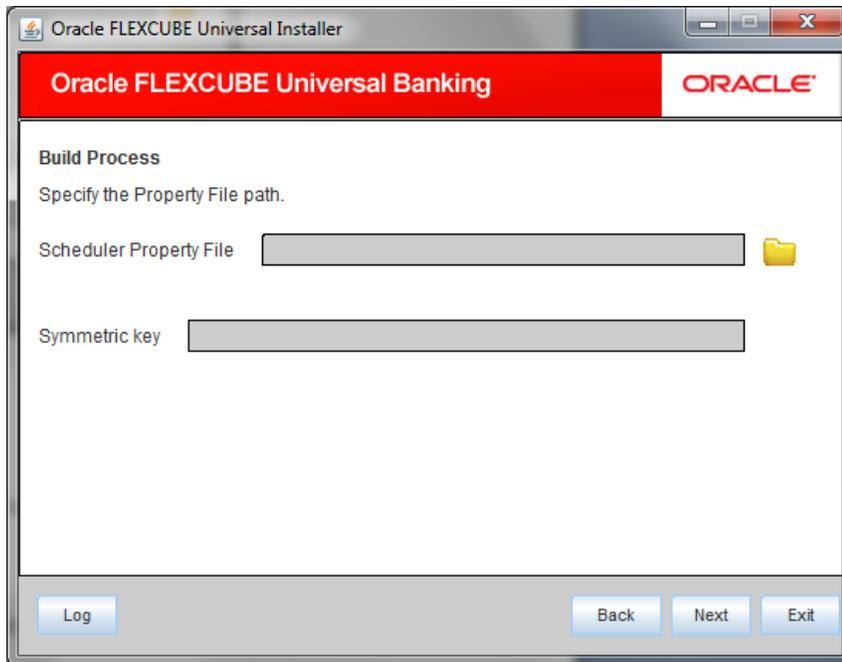 Oracle FLEXCUBE Universal Installer
Oracle FLEXCUBE Universal Banking
ORACLE
Build Process
Specify the Property File path.
Scheduler Property File
Symmetric key
Log
Back
Next
Exit